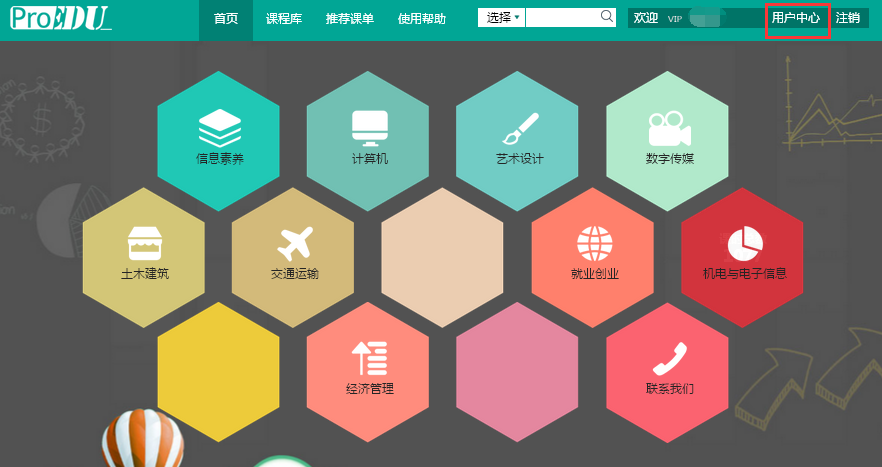 ProEDU_
首页 课程库 推荐课单 使用帮助 选择 欢迎 VIP 用户中心 注销
信息素养 计算机 艺术设计 数字传媒
土木建筑 交通运输 就业创业 机电与电子信息
经济管理 联系我们